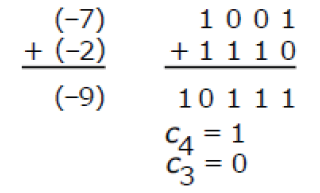 (–7) 1 0 0 1
+ (–2) + 1 1 1 0
(–9) 1 0 1 1 1
c4 = 1
c3 = 0